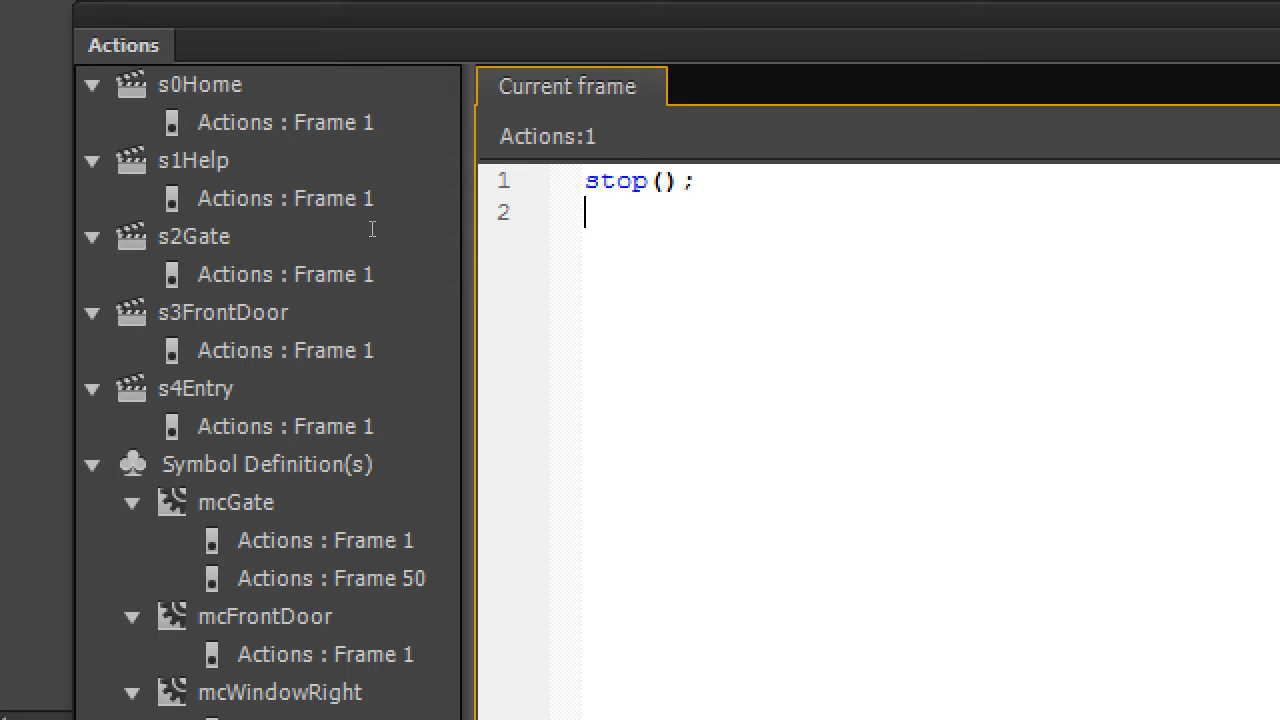 Actions
s0Home
Actions : Frame 1
s1Help
Actions : Frame 1
s2Gate
Actions : Frame 1
s3FrontDoor
Actions : Frame 1
s4Entry
Actions : Frame 1
Symbol Definition(s)
mcGate
Actions : Frame 1
Actions : Frame 50
mcFrontDoor
Actions : Frame 1
mcWindowRight
Current frame
Actions:1
1 stop();
2